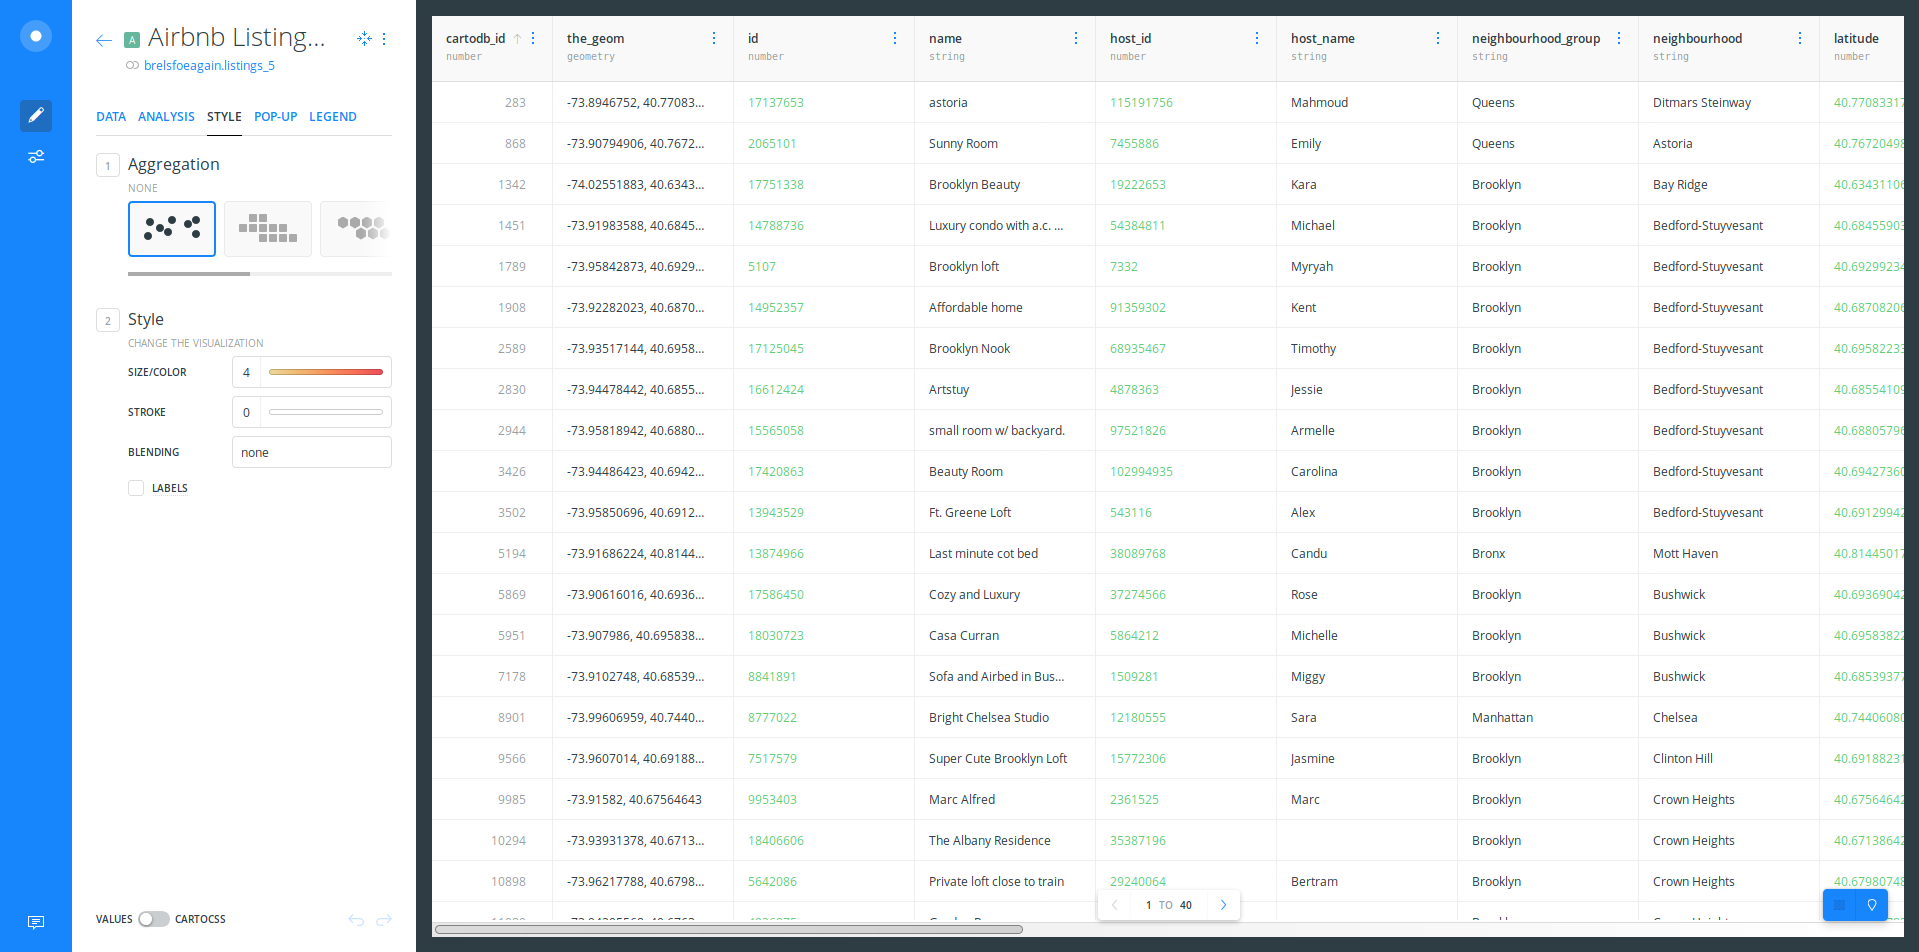 A Airbnb Listing...
brelsfoeagain.listings_5
DATA ANALYSIS STYLE POP-UP LEGEND
1 Aggregation
NONE
2 Style
CHANGE THE VISUALIZATION
SIZE/COLOR 4
STROKE 0
BLENDING none
LABELS
VALUES CARTOCSS
cartodb_id the_geom id name host_id host_name neighbourhood_group neighbourhood latitude
number geometry number string number string string string number
283 -73.8946752, 40.77083... 17137653 astoria 115191756 Mahmoud Queens Ditmars Steinway 40.77083317
868 -73.90794906, 40.7672... 2065101 Sunny Room 7455886 Emily Queens Astoria 40.76720498
1342 -74.02551883, 40.6343... 17751338 Brooklyn Beauty 19222653 Kara Brooklyn Bay Ridge 40.63431106
1451 -73.91983588, 40.6845... 14788736 Luxury condo with a.c. ... 54384811 Michael Brooklyn Bedford-Stuyvesant 40.68455903
1789 -73.95842873, 40.6929... 5107 Brooklyn loft 7332 Myryah Brooklyn Bedford-Stuyvesant 40.69299234
1908 -73.92282023, 40.6870... 14952357 Affordable home 91359302 Kent Brooklyn Bedford-Stuyvesant 40.68708206
2589 -73.93517144, 40.6958... 17125045 Brooklyn Nook 68935467 Timothy Brooklyn Bedford-Stuyvesant 40.69582233
2830 -73.94478442, 40.6855... 16612424 Artstuy 4878363 Jessie Brooklyn Bedford-Stuyvesant 40.68554109
2944 -73.95818942, 40.6880... 15565058 small room w/ backyard. 97521826 Armelle Brooklyn Bedford-Stuyvesant 40.68805796
3426 -73.94486423, 40.6942... 17420863 Beauty Room 102994935 Carolina Brooklyn Bedford-Stuyvesant 40.69427360
3502 -73.95850696, 40.6912... 13943529 Ft. Greene Loft 543116 Alex Brooklyn Bedford-Stuyvesant 40.69129942
5194 -73.91686224, 40.8144... 13874966 Last minute cot bed 38089768 Candu Bronx Mott Haven 40.81445017
5869 -73.90616016, 40.6936... 17586450 Cozy and Luxury 37274566 Rose Brooklyn Bushwick 40.69369042
5951 -73.907986, 40.695838... 18030723 Casa Curran 5864212 Michelle Brooklyn Bushwick 40.69583822
7178 -73.9102748, 40.68539... 8841891 Sofa and Airbed in Bus... 1509281 Miggy Brooklyn Bushwick 40.68539377
8901 -73.99606959, 40.7440... 8777022 Bright Chelsea Studio 12180555 Sara Manhattan Chelsea 40.74406080
9566 -73.9607014, 40.69188... 7517579 Super Cute Brooklyn Loft 15772306 Jasmine Brooklyn Clinton Hill 40.69188231
9985 -73.91582, 40.67564643 9953403 Marc Alfred 2361525 Marc Brooklyn Crown Heights 40.67564642
10294 -73.93931378, 40.6713... 18406606 The Albany Residence 35387196 Brooklyn Crown Heights 40.67138642
10898 -73.96217788, 40.6798... 5642086 Private loft close to train 29240064 Bertram Brooklyn Crown Heights 40.67980748
1 TO 40